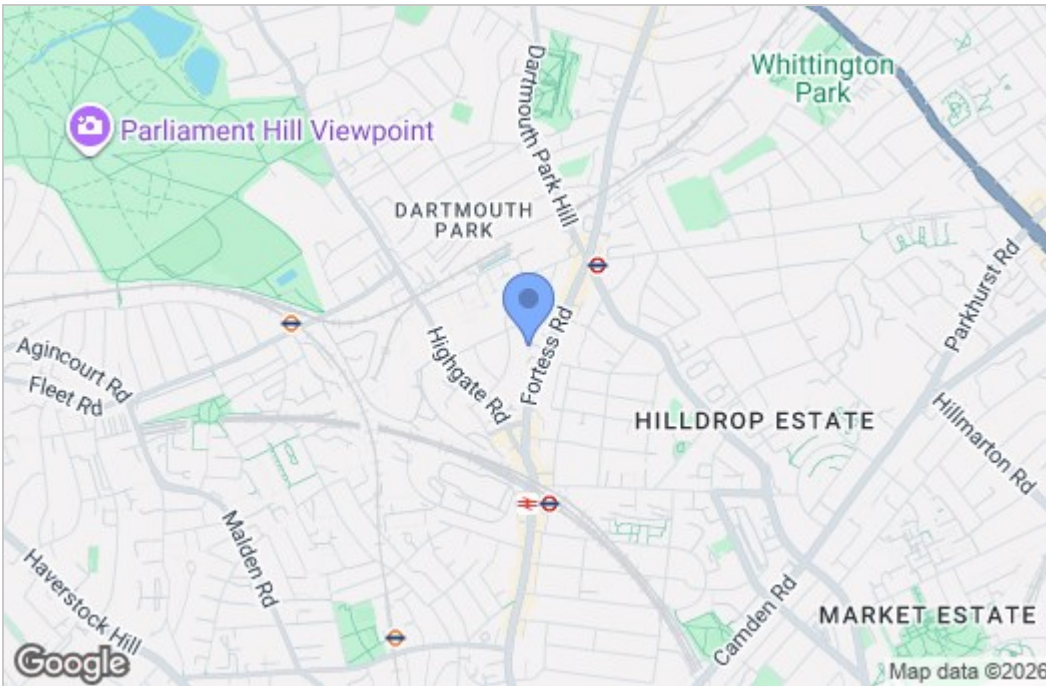 Whittington
Park
Dartmouth Park Hill
Parliament Hill Viewpoint
DARTMOUTH
PARK
Parkhurst Rd
Fortess Rd
Highgate Rd
Agincourt Rd
Fleet Rd
HILLDROP ESTATE
Hillmarton Rd
Malden Rd
Haverstock Hill
Camden Rd
MARKET ESTATE
Google
Map data ©2026